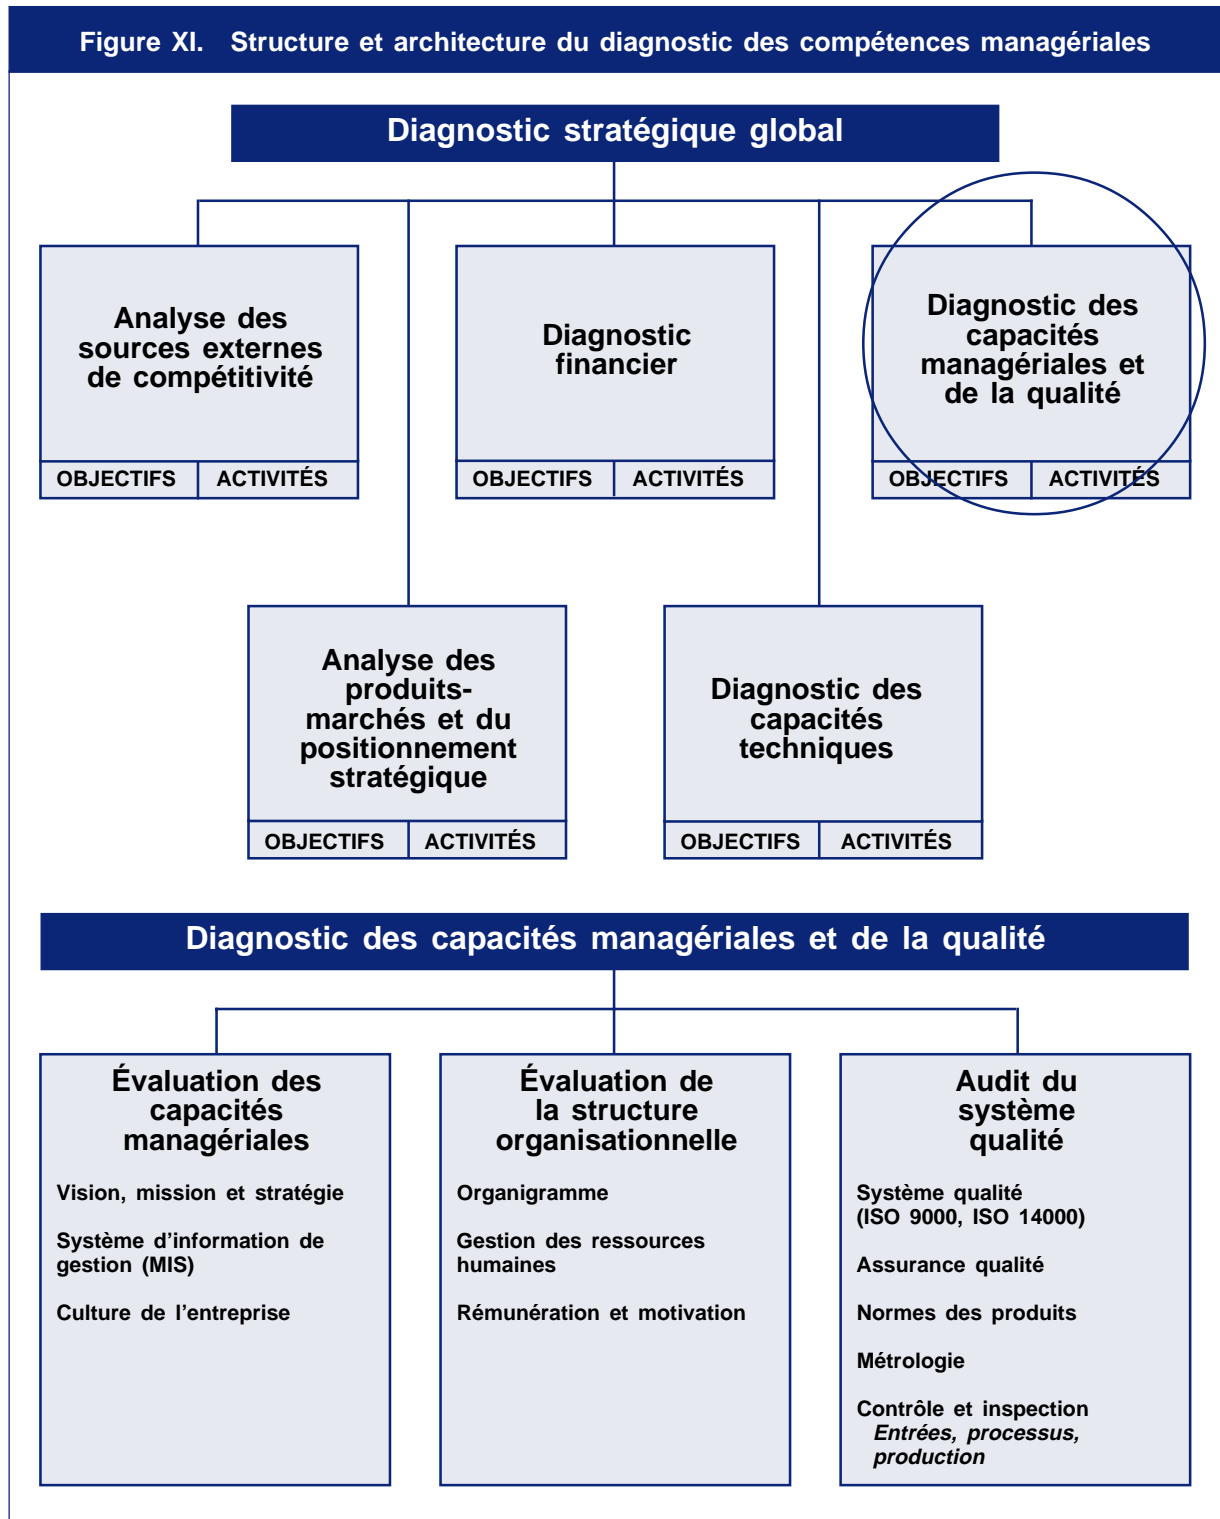 Figure XI. Structure et architecture du diagnostic des compétences managériales
Diagnostic stratégique global
Analyse des
sources externes
de compétitivité
OBJECTIFS ACTIVITÉS
Diagnostic
financier
OBJECTIFS ACTIVITÉS
Diagnostic des
capacités
managériales et
de la qualité
OBJECTIFS ACTIVITÉS
Analyse des
produits-
marchés et du
positionnement
stratégique
OBJECTIFS ACTIVITÉS
Diagnostic des
capacités
techniques
OBJECTIFS ACTIVITÉS
Diagnostic des capacités managériales et de la qualité
Évaluation des
capacités
managériales
Vision, mission et stratégie
Système d'information de
gestion (MIS)
Culture de l'entreprise
Évaluation de
la structure
organisationnelle
Organigramme
Gestion des ressources
humaines
Rémunération et motivation
Audit du
système
qualité
Système qualité
(ISO 9000, ISO 14000)
Assurance qualité
Normes des produits
Métrologie
Contrôle et inspection
Entrées, processus,
production